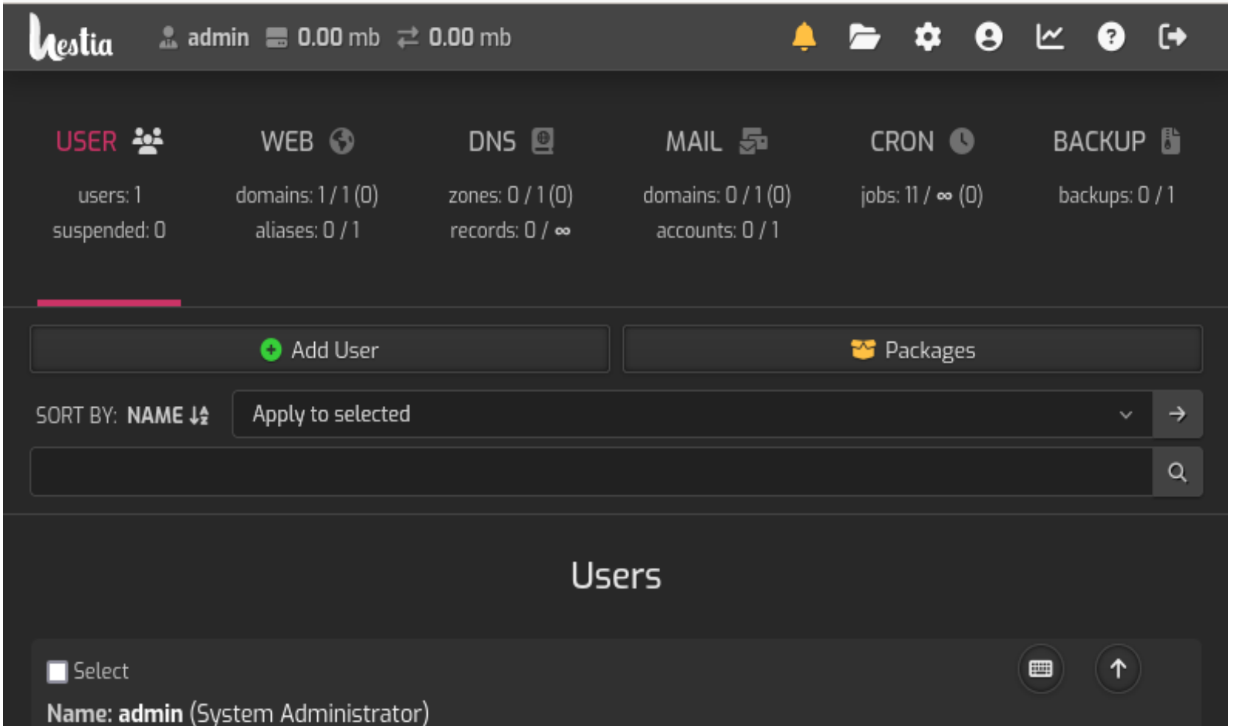 hestia admin 0.00 mb 0.00 mb
USER WEB DNS MAIL CRON BACKUP
users: 1 domains: 1 / 1 (0) zones: 0 / 1 (0) domains: 0 / 1 (0) jobs: 11 / ∞ (0) backups: 0 / 1
suspended: 0 aliases: 0 / 1 records: 0 / ∞ accounts: 0 / 1
Add User Packages
SORT BY: NAME Apply to selected
Users
Select
Name: admin (System Administrator)